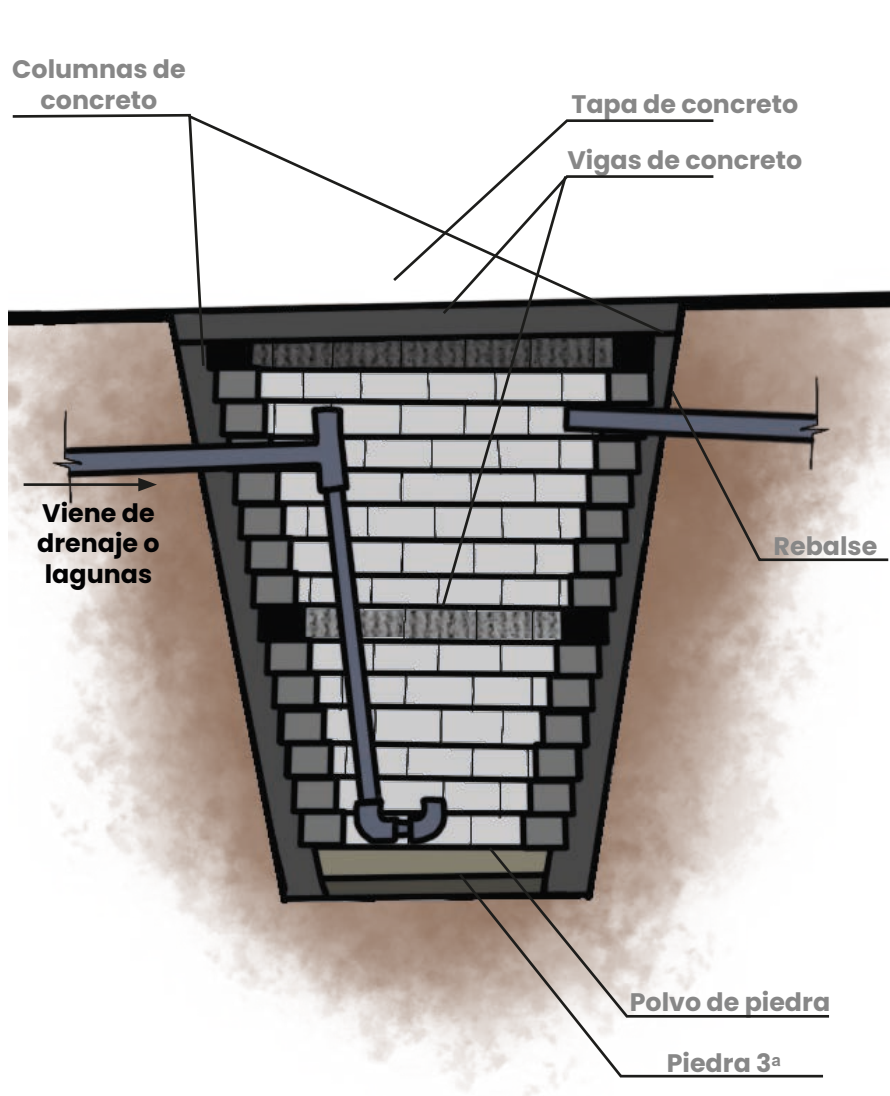 Columnas de
concreto
Tapa de concreto
Vigas de concreto
Viene de
drenaje o
lagunas
Rebalse
Polvo de piedra
Piedra 3ª